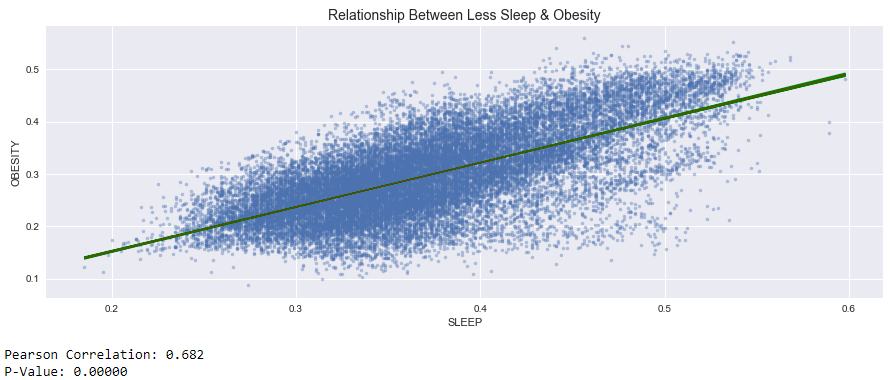 Relationship Between Less Sleep & Obesity
OBESITY
0.5
0.4
0.3
0.2
0.1
0.2 0.3 0.4 0.5 0.6
SLEEP
Pearson Correlation: 0.682
P-Value: 0.00000